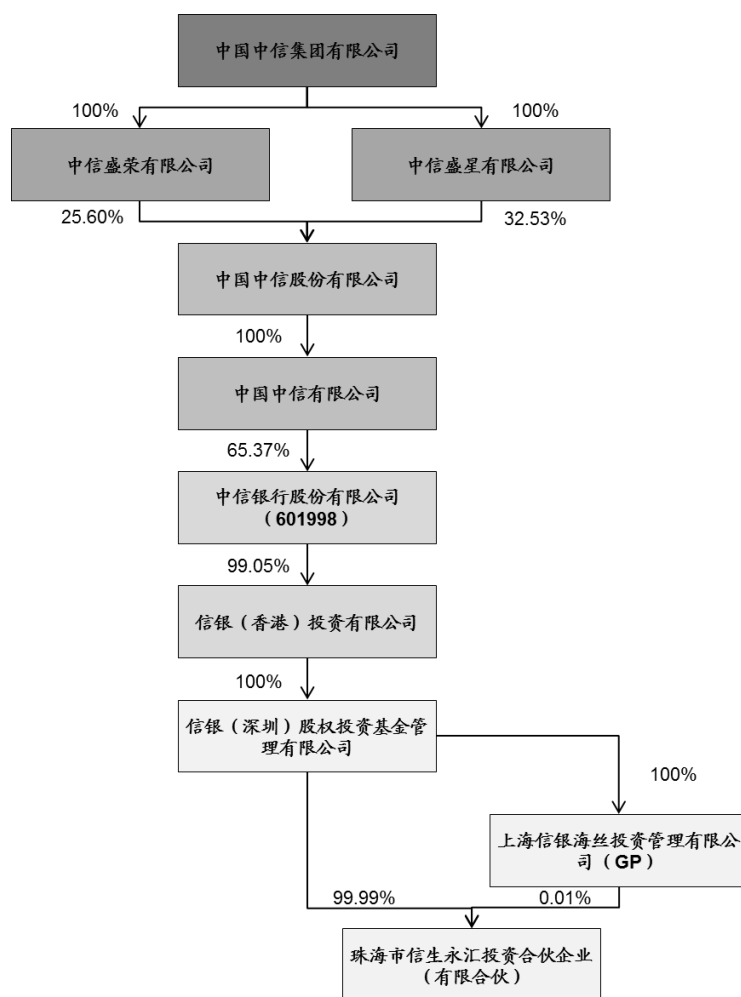 中国中信集团有限公司
100%
100%
中信盛荣有限公司
中信盛星有限公司
25.60%
32.53%
中国中信股份有限公司
100%
中国中信有限公司
65.37%
中信银行股份有限公司
（601998）
99.05%
信银（香港）投资有限公司
100%
信银（深圳）股权投资基金管
理有限公司
100%
上海信银海丝投资管理有限公
司（GP）
99.99%
0.01%
珠海市信生永汇投资合伙企业
（有限合伙）